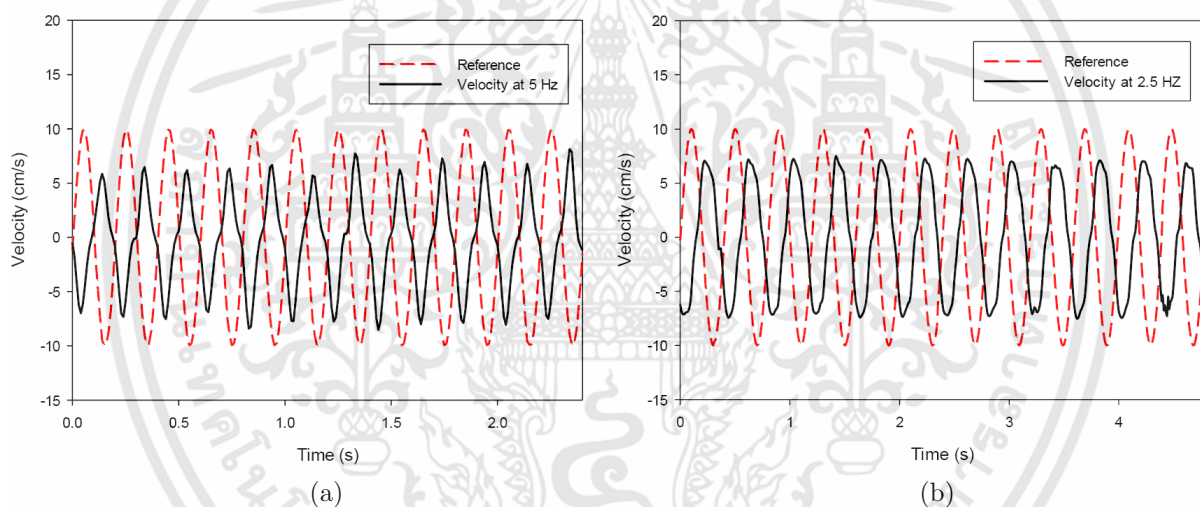 20
15
10
5
0
-5
-10
-15
Velocity (cm/s)
Reference
Velocity at 5 Hz
0.0
0.5
1.0
1.5
2.0
Time (s)
(a)
20
15
10
5
0
-5
-10
-15
Velocity (cm/s)
Reference
Velocity at 2.5 HZ
0
1
2
3
4
Time (s)
(b)